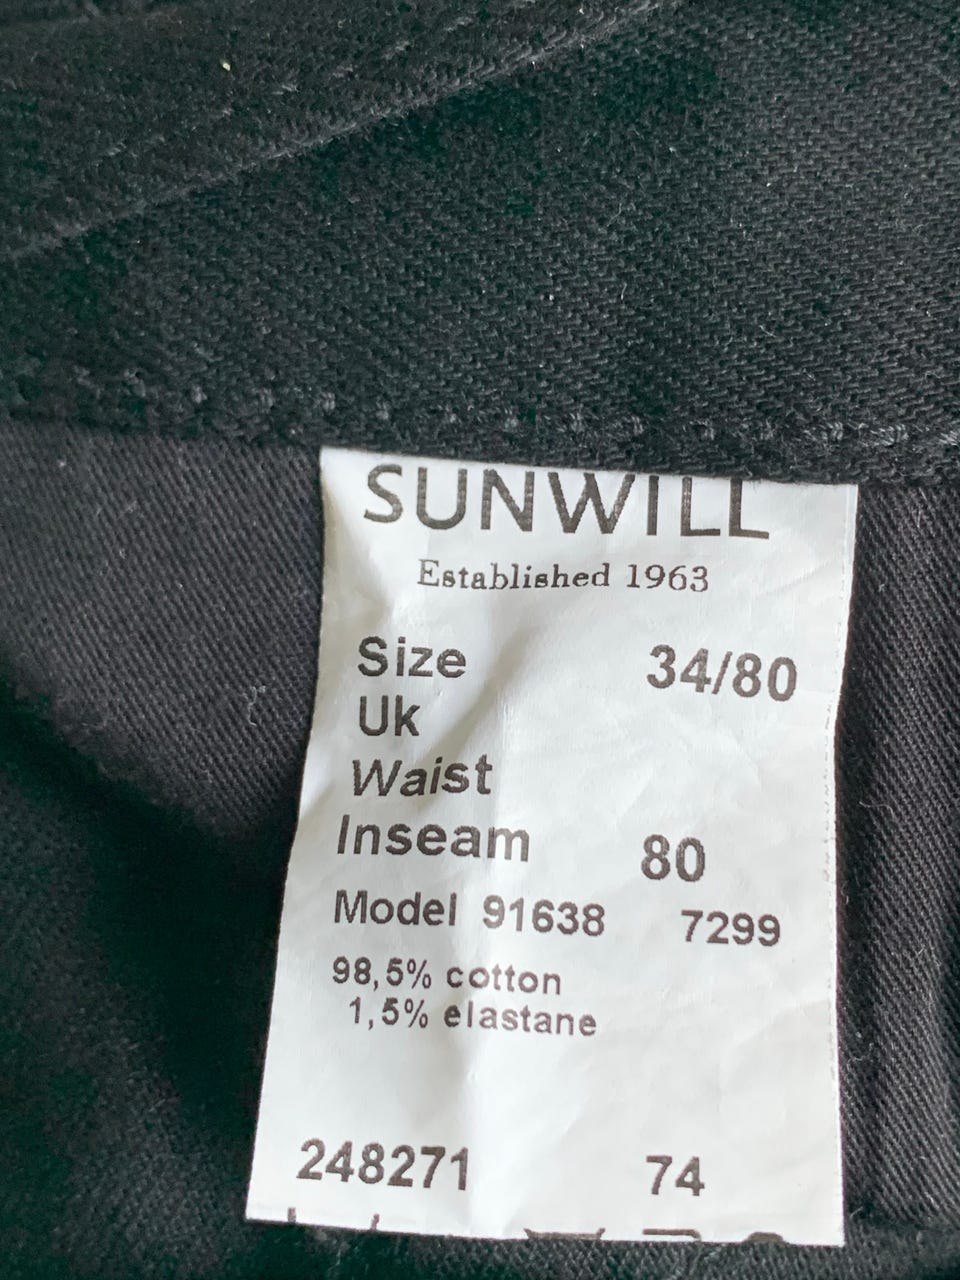 SUNWILL
Established 1963
Size 34/80
Uk
Waist
Inseam 80
Model 91638 7299
98,5% cotton
1,5% elastane
248271 74